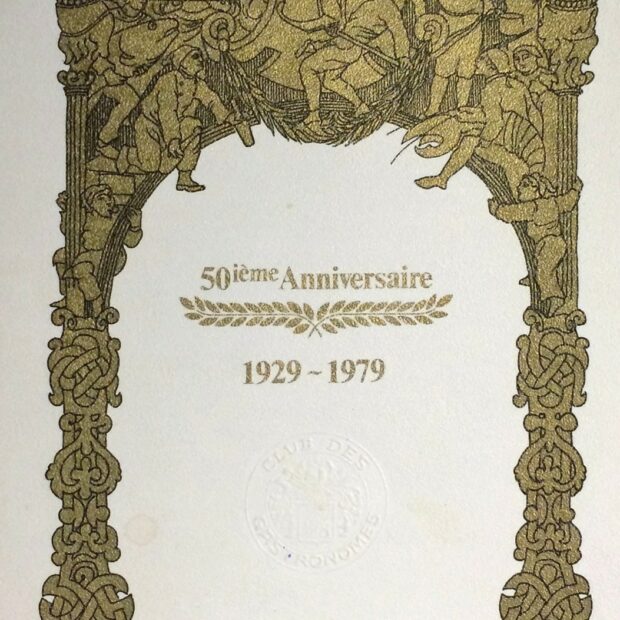 50ième Anniversaire
1929 ~ 1979
CLUB DES
GASTRONOMES